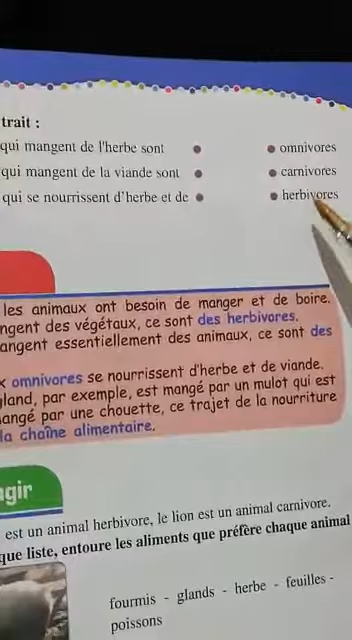 trait :
qui mangent de l'herbe sont • • omnivores
qui mangent de la viande sont • • carnivores
qui se nourrissent d'herbe et de • • herbivores
les animaux ont besoin de manger et de boire.
ngent des végétaux, ce sont des herbivores.
angent essentiellement des animaux, ce sont des
x omnivores se nourrissent d'herbe et de viande.
gland, par exemple, est mangé par un mulot qui est
angé par une chouette, ce trajet de la nourriture
la chaîne alimentaire.
agir
est un animal herbivore, le lion est un animal carnivore.
que liste, entoure les aliments que préfère chaque animal
fourmis - glands - herbe - feuilles -
poissons